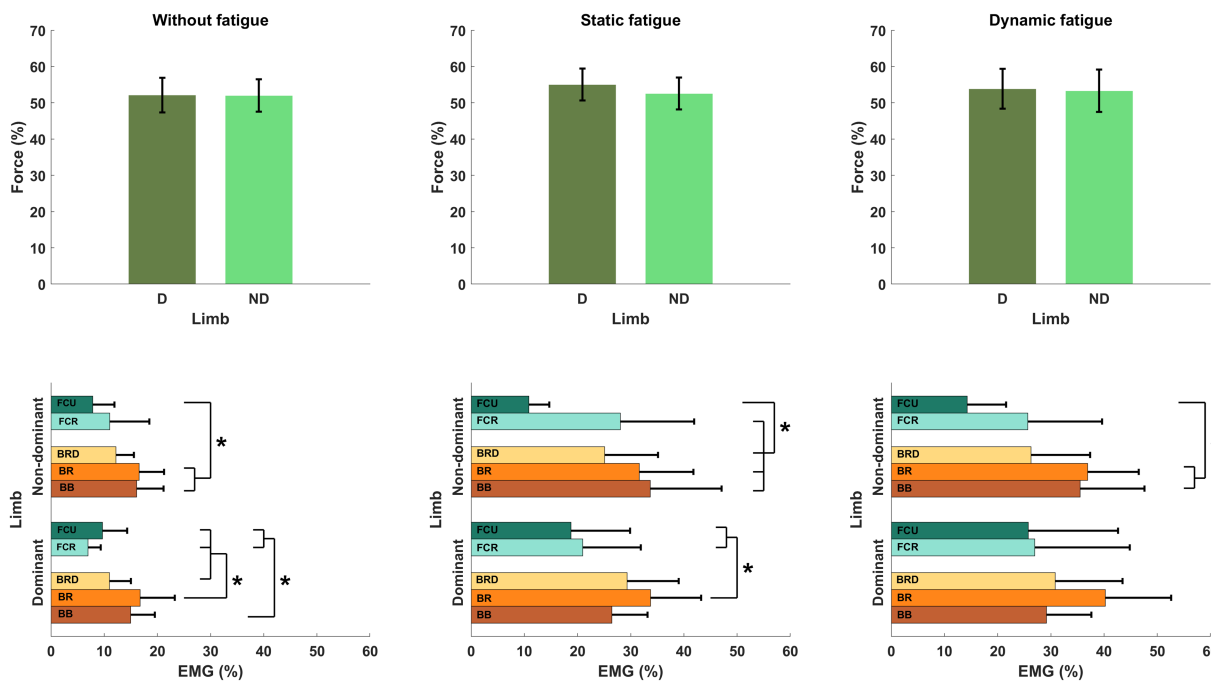 Without fatigue
70
60
50
40
30
20
10
0
Force (%)
D ND
Limb
Static fatigue
70
60
50
40
30
20
10
0
Force (%)
D ND
Limb
Dynamic fatigue
70
60
50
40
30
20
10
0
Force (%)
D ND
Limb
Limb
Non-dominant
FCU
FCR
BRD
BR
BB
*
Dominant
FCU
FCR
BRD
BR
BB
* *
0 10 20 30 40 50 60
EMG (%)
Limb
Non-dominant
FCU
FCR
BRD
BR
BB
*
Dominant
FCU
FCR
BRD
BR
BB
*
0 10 20 30 40 50 60
EMG (%)
Limb
Non-dominant
FCU
FCR
BRD
BR
BB
Dominant
FCU
FCR
BRD
BR
BB
0 10 20 30 40 50
EMG (%)